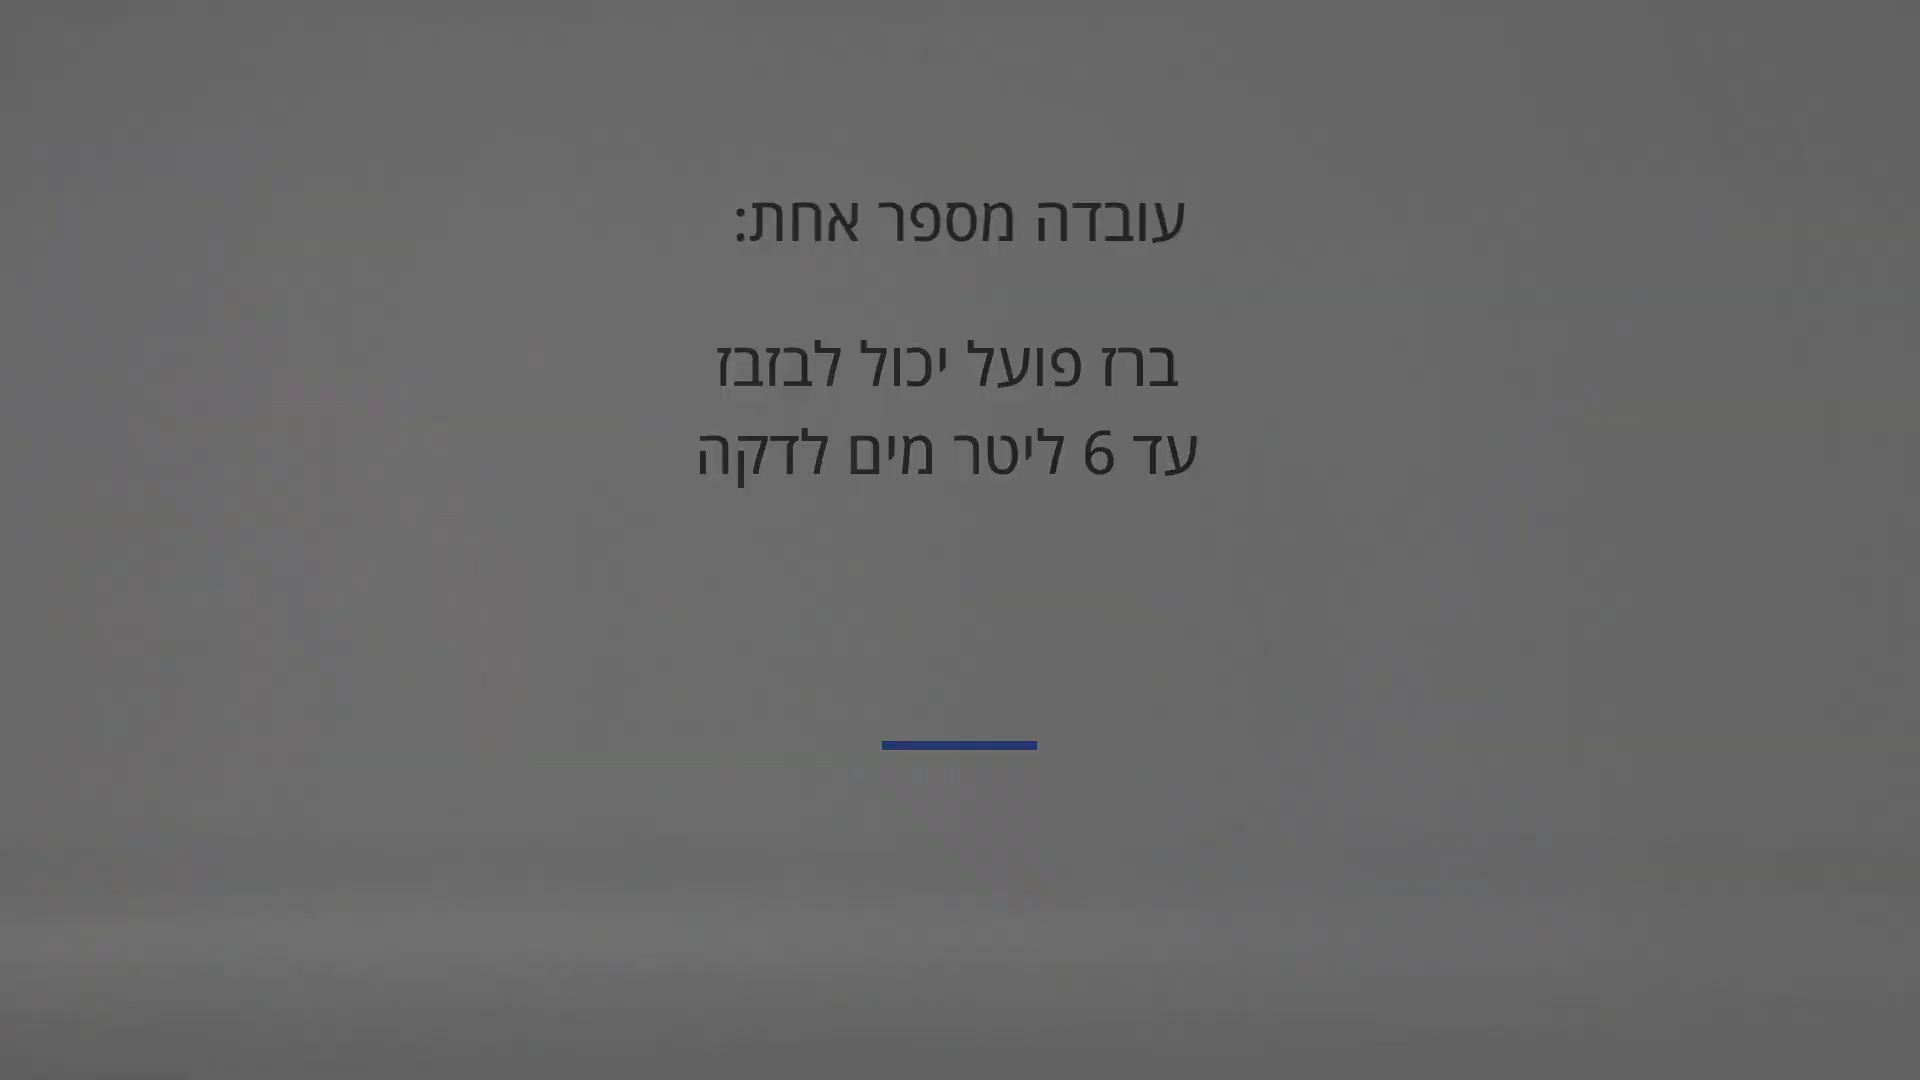 עובדה מספר אחת:
ברז פועל יכול לבזבז
עד 6 ליטר מים לדקה